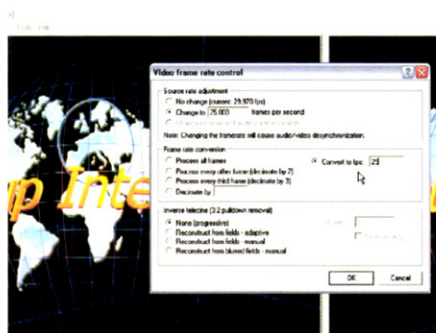 Video frame rate control
Source rate adjustment
No change (current: 29.970 fps)
Change to 25.000 frames per second
Note: Changing the framerate will cause audio/video desynchronization.
Frame rate conversion
Process all frames
Convert to fps: 25
Process every other frame (decimate by 2)
Process every third frame (decimate by 3)
Decimate by
Inverse telecine (3:2 pulldown removal)
None (progressive)
Reconstruct from fields - adaptive
Reconstruct from fields - manual
Reconstruct from blurred fields - manual
OK
Cancel
up Inte